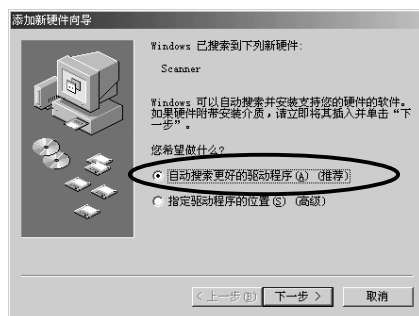 添加新硬件向导
Windows 已搜索到下列新硬件:
Scanner
Windows 可以自动搜索并安装支持您的硬件的软件。
如果硬件附带安装介质，请立即将其插入并单击“下
一步”。
您希望做什么?
自动搜索更好的驱动程序(A) (推荐)
指定驱动程序的位置(S) (高级)
< 上一步(B) 下一步 > 取消